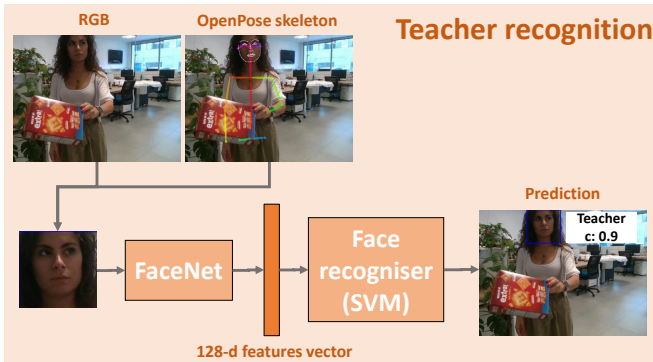 RGB
OpenPose skeleton
Teacher recognition
Prediction
Teacher
c: 0.9
FaceNet
Face
recogniser
(SVM)
128-d features vector